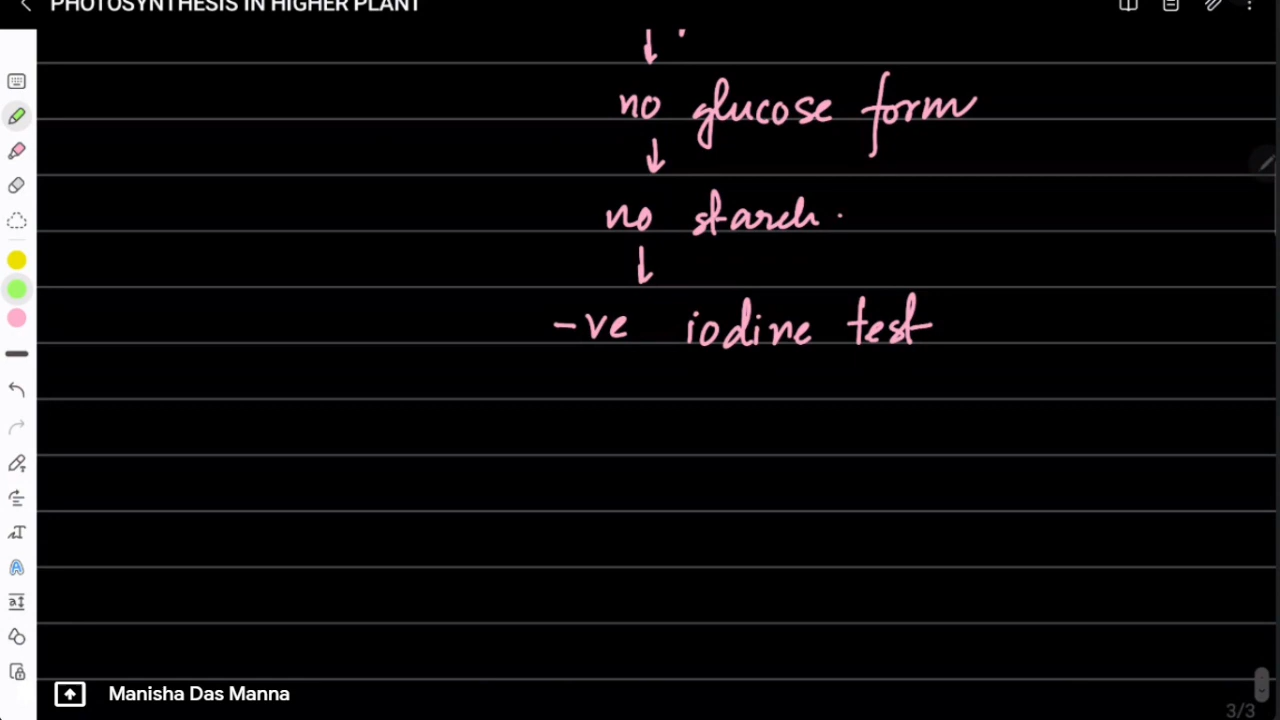 PHOTOSYNTHESIS IN HIGHER PLANT
↓
no glucose form
↓
no starch.
↓
-ve iodine test
Manisha Das Manna
3/3